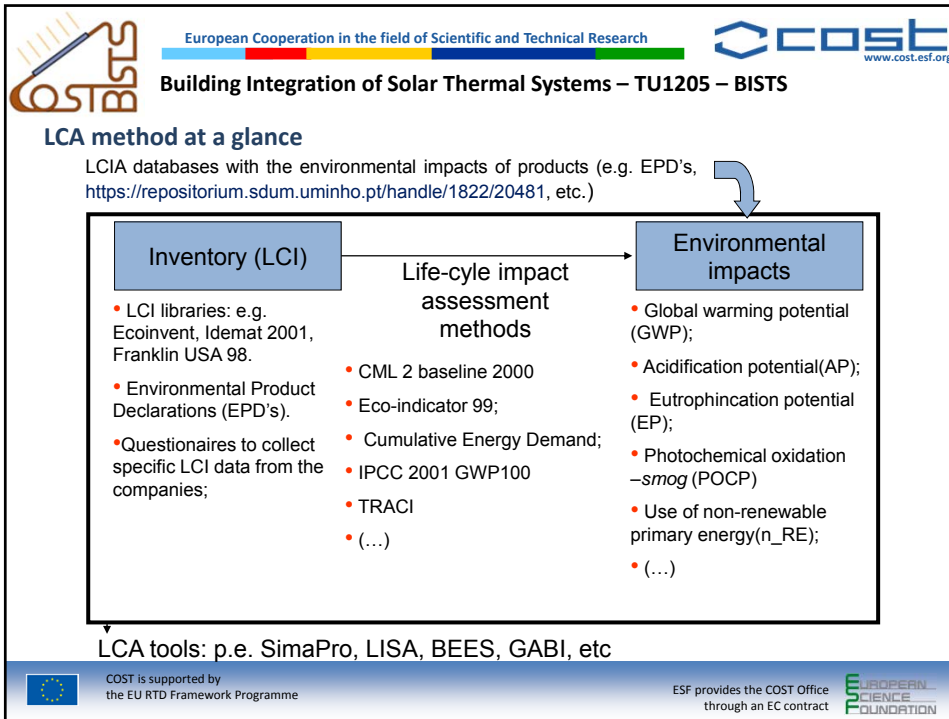 COST BISTS
European Cooperation in the field of Scientific and Technical Research
cost
www.cost.esf.org
Building Integration of Solar Thermal Systems – TU1205 – BISTS
LCA method at a glance
LCIA databases with the environmental impacts of products (e.g. EPD's,
https://repositorium.sdum.uminho.pt/handle/1822/20481, etc.)
Inventory (LCI)
• LCI libraries: e.g.
Ecoinvent, Idemat 2001,
Franklin USA 98.
• Environmental Product
Declarations (EPD's).
•Questionaires to collect
specific LCI data from the
companies;
Life-cyle impact
assessment
methods
• CML 2 baseline 2000
• Eco-indicator 99;
• Cumulative Energy Demand;
• IPCC 2001 GWP100
• TRACI
• (…)
Environmental
impacts
• Global warming potential
(GWP);
• Acidification potential(AP);
• Eutrophincation potential
(EP);
• Photochemical oxidation
–smog (POCP)
• Use of non-renewable
primary energy(n_RE);
• (…)
LCA tools: p.e. SimaPro, LISA, BEES, GABI, etc
COST is supported by
the EU RTD Framework Programme
ESF provides the COST Office
through an EC contract
EUROPEAN
SCIENCE
FOUNDATION